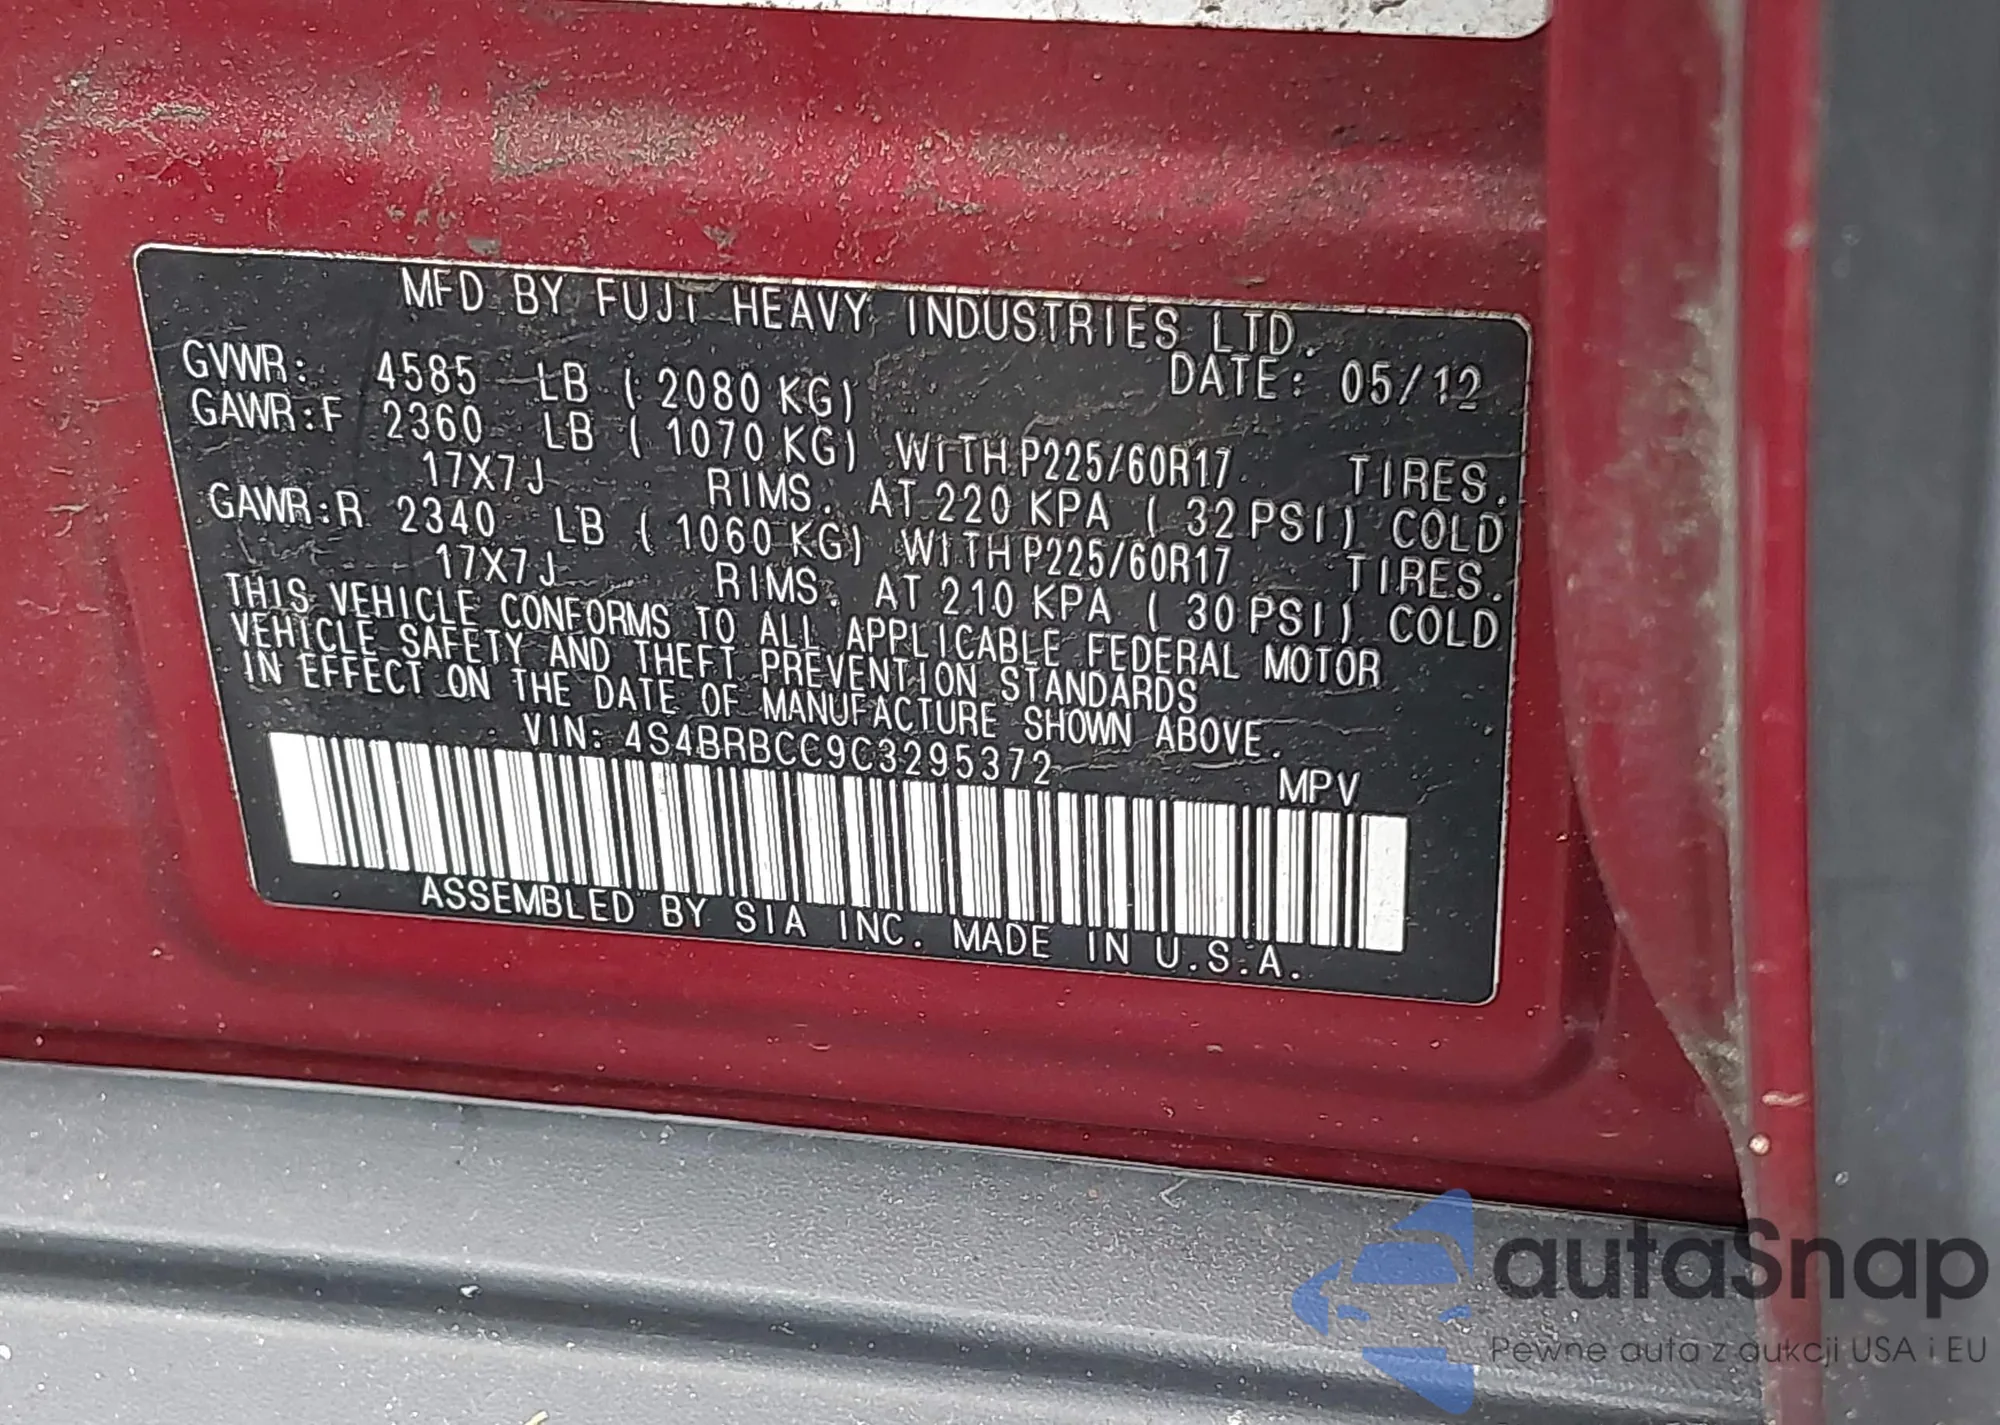 MFD BY FUJI HEAVY INDUSTRIES LTD.
DATE: 05/12
GVWR: 4585 LB ( 2080 KG)
GAWR:F 2360 LB ( 1070 KG) WITH P225/60R17 TIRES.
17X7J RIMS. AT 220 KPA ( 32 PSI) COLD
GAWR:R 2340 LB ( 1060 KG) WITH P225/60R17 TIRES.
17X7J RIMS. AT 210 KPA ( 30 PSI) COLD
THIS VEHICLE CONFORMS TO ALL APPLICABLE FEDERAL MOTOR
VEHICLE SAFETY AND THEFT PREVENTION STANDARDS
IN EFFECT ON THE DATE OF MANUFACTURE SHOWN ABOVE.
VIN: 4S4BRBCC9C3295372
MPV
ASSEMBLED BY SIA INC. MADE IN U.S.A.
autaSnap
Pewne auta z aukcji USA i EU